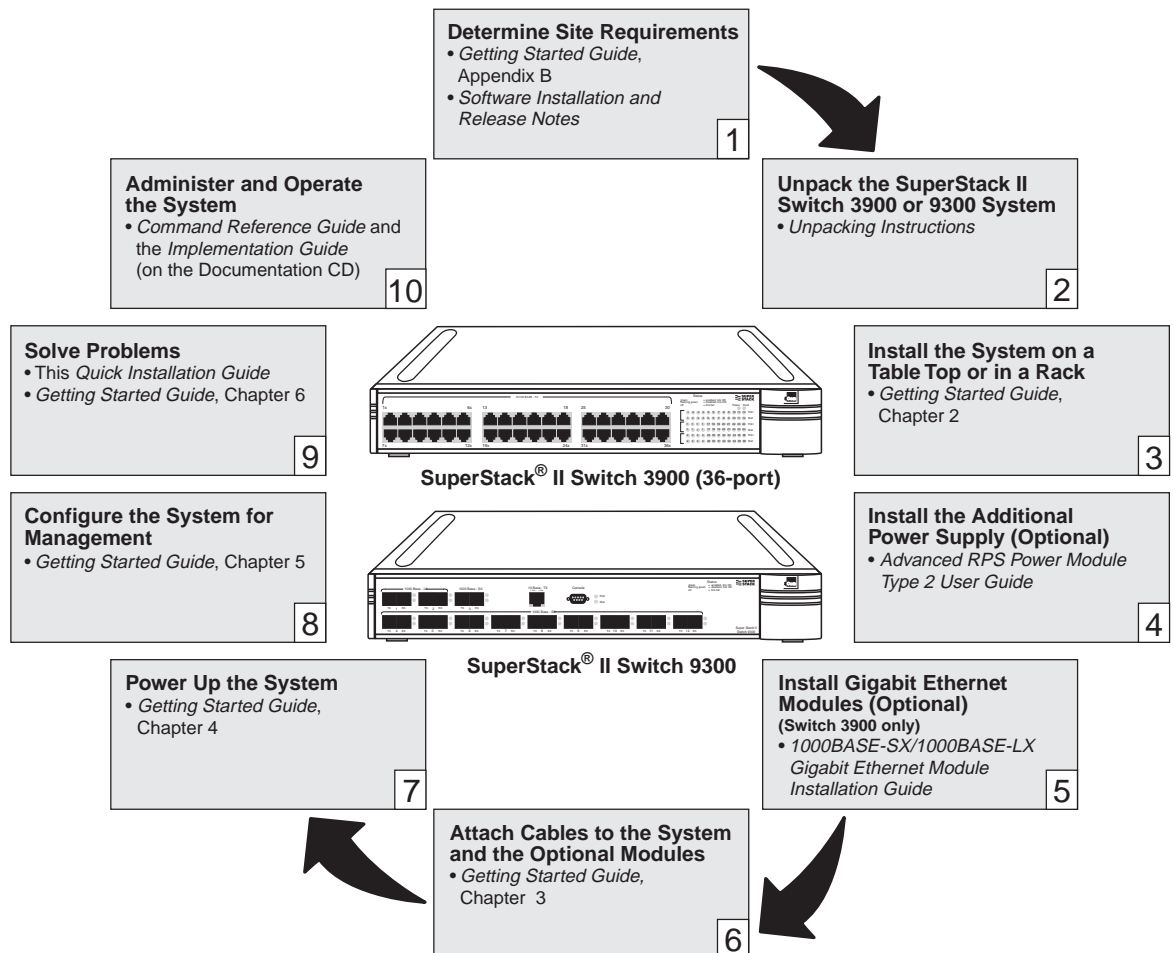 Determine Site Requirements
• Getting Started Guide,
Appendix B
• Software Installation and
Release Notes
1
Unpack the SuperStack II
Switch 3900 or 9300 System
• Unpacking Instructions
2
Install the System on a
Table Top or in a Rack
• Getting Started Guide,
Chapter 2
3
Install the Additional
Power Supply (Optional)
• Advanced RPS Power Module
Type 2 User Guide
4
Install Gigabit Ethernet
Modules (Optional)
(Switch 3900 only)
• 1000BASE-SX/1000BASE-LX
Gigabit Ethernet Module
Installation Guide
5
Attach Cables to the System
and the Optional Modules
• Getting Started Guide,
Chapter 3
6
Power Up the System
• Getting Started Guide,
Chapter 4
7
Configure the System for
Management
• Getting Started Guide, Chapter 5
8
Solve Problems
• This Quick Installation Guide
• Getting Started Guide, Chapter 6
9
Administer and Operate
the System
• Command Reference Guide and
the Implementation Guide
(on the Documentation CD)
10
SuperStack® II Switch 3900 (36-port)
Status
SUPER
STACK
Console
Status
SUPER
STACK
SuperStack® II Switch 9300